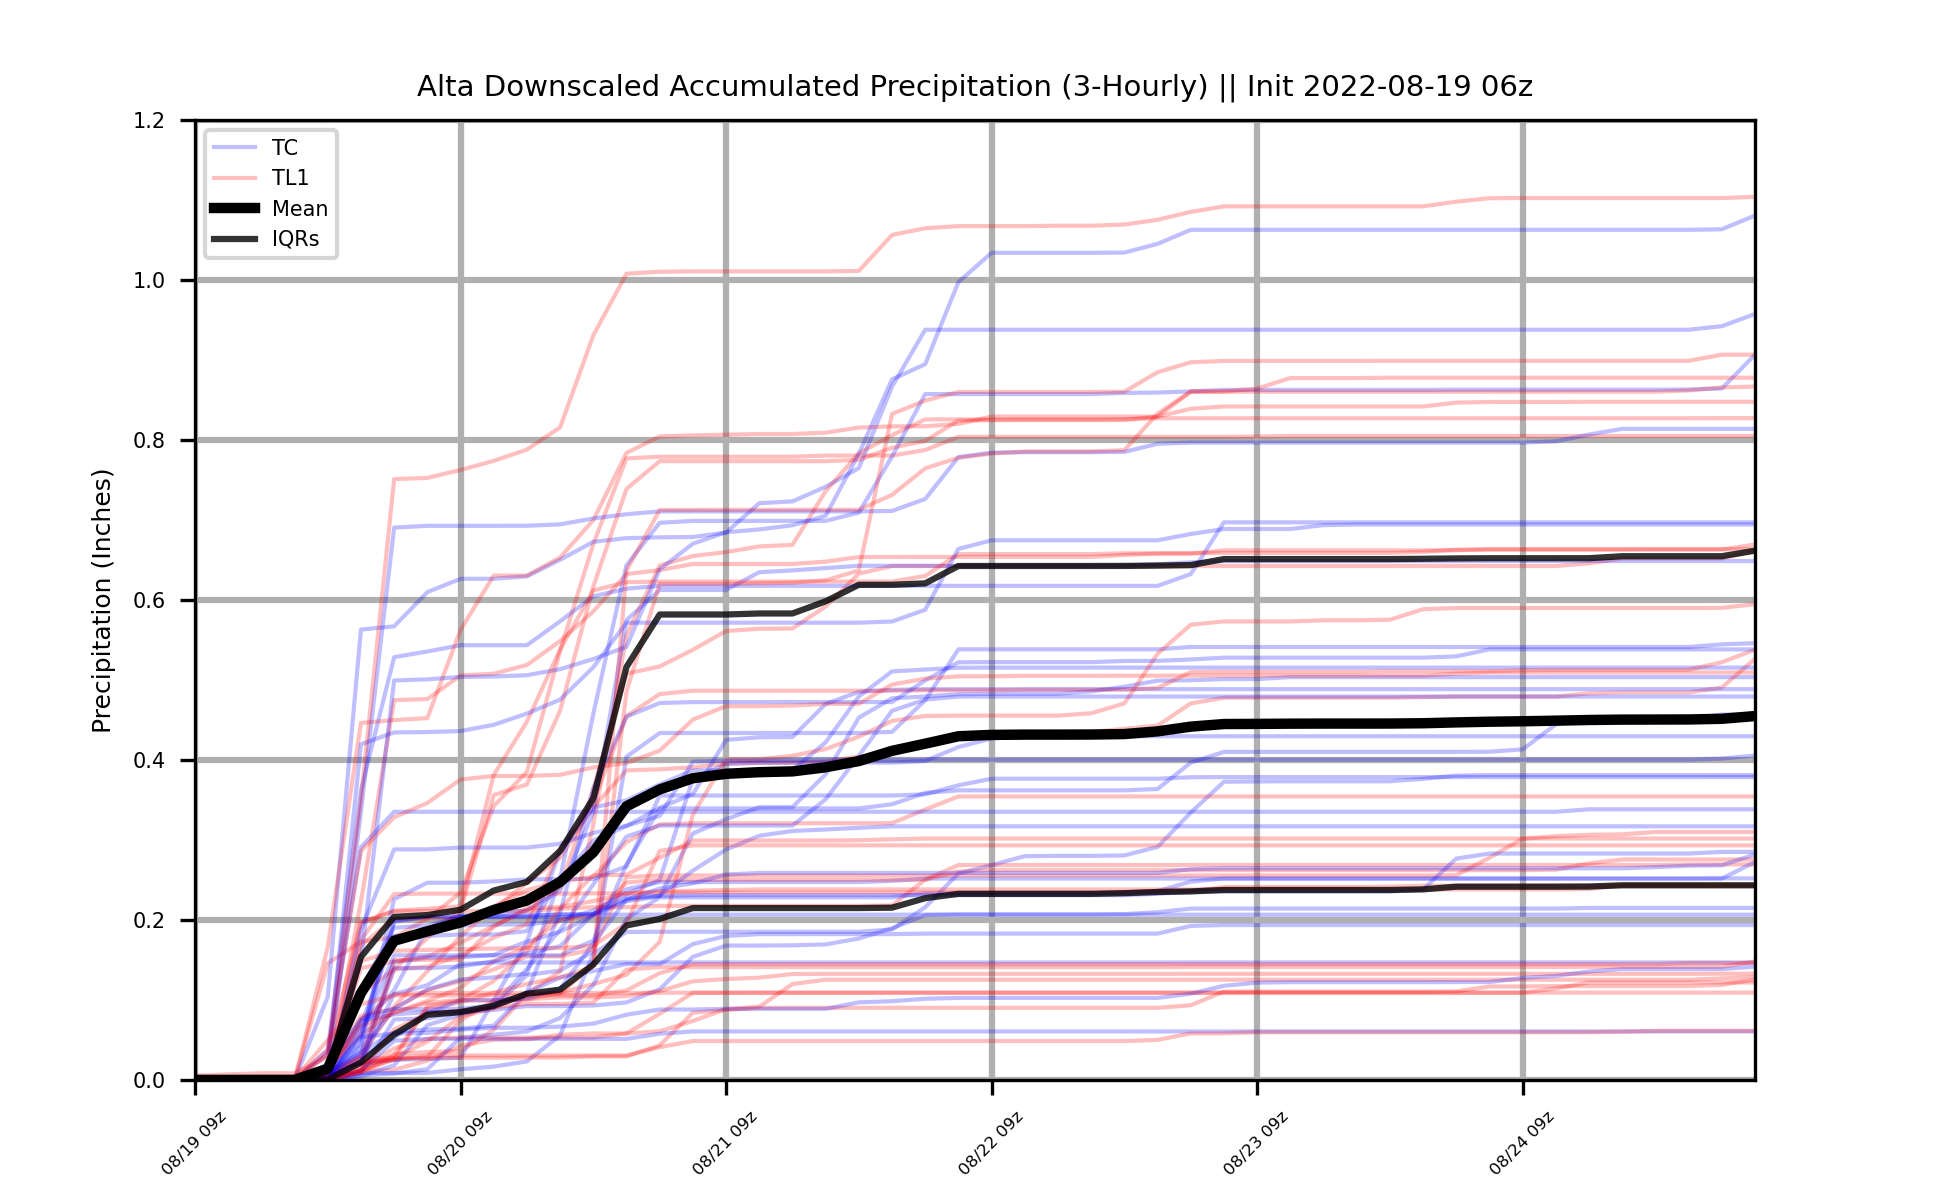 Alta Downscaled Accumulated Precipitation (3-Hourly) || Init 2022-08-19 06z
1.2
1.0
0.8
0.6
0.4
0.2
0.0
Precipitation (Inches)
TC
TL1
Mean
IQRs
08/19 09z
08/20 09z
08/21 09z
08/22 09z
08/23 09z
08/24 09z